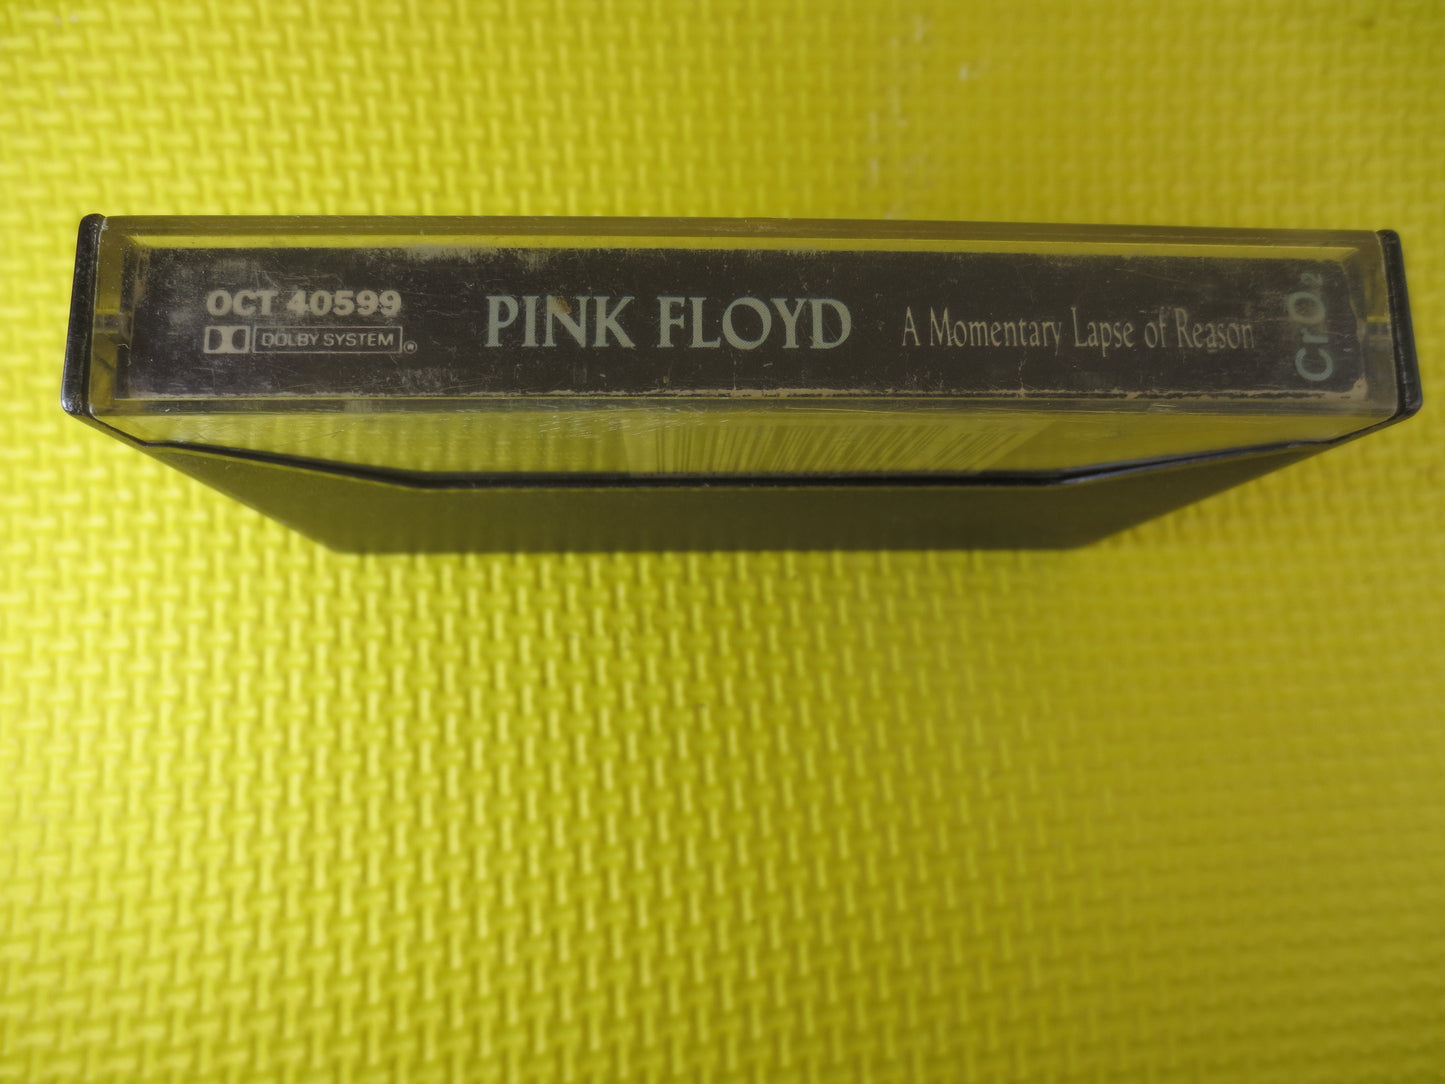 OCT 40599
DOLBY SYSTEM®
PINK FLOYD
A Momentary Lapse of Reason
CrO₂